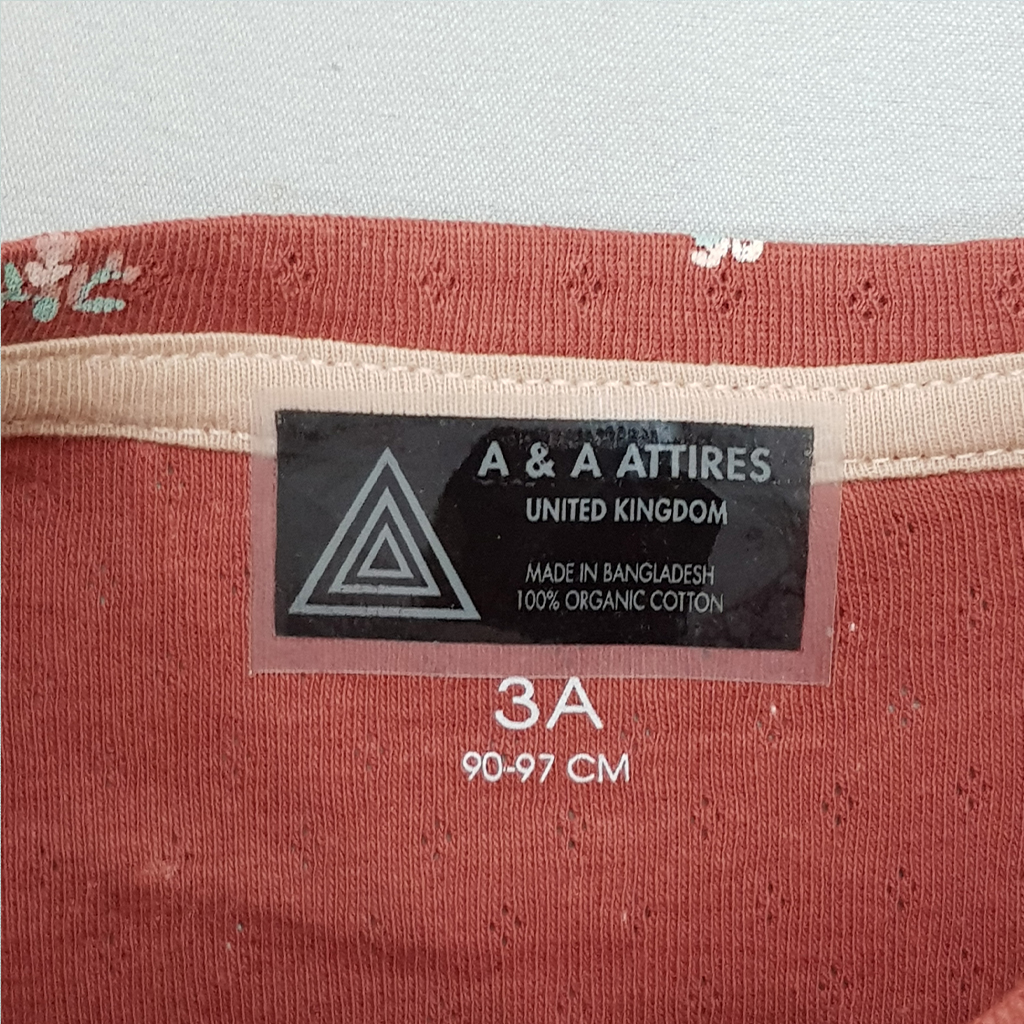 A & A ATTIRES
UNITED KINGDOM
MADE IN BANGLADESH
100% ORGANIC COTTON
3A
90-97 CM